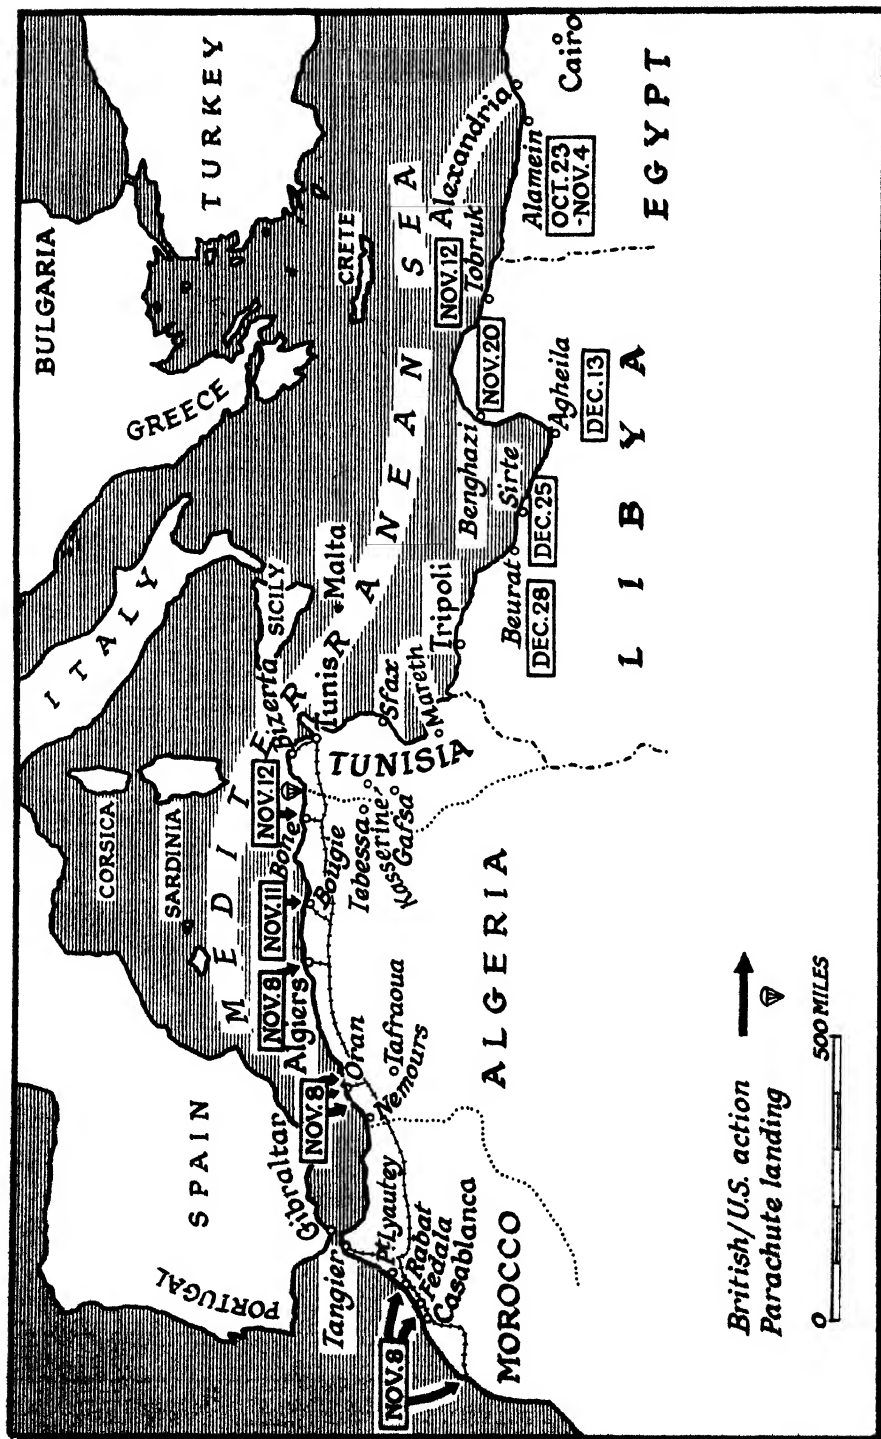 BULGARIA
TURKEY
GREECE
ITALY
SPAIN
PORTUGAL
CORSICA
SARDINIA
SICILY
CRETE
Malta
MEDITERRANEAN SEA
Gibraltar
Tangier
NOV.8
NOV.8
NOV.8
NOV.11
NOV.12
Pt Lyautey
Rabat
Fedala
Casablanca
MOROCCO
Nemours
Oran
Tafraoua
Algiers
Bougie
Bone
ALGERIA
Bizerta
Tunis
TUNISIA
Tebessa
Kasserine
Gafsa
Sfax
Mareth
Tripoli
Beurat
DEC.28
Sirte
DEC.25
Benghazi
NOV.20
Agheila
DEC.13
LIBYA
NOV.12
Tobruk
Alexandria
Alamein
OCT.23
-NOV.4
Cairo
EGYPT
British/U.S. action
Parachute landing
0 500 MILES